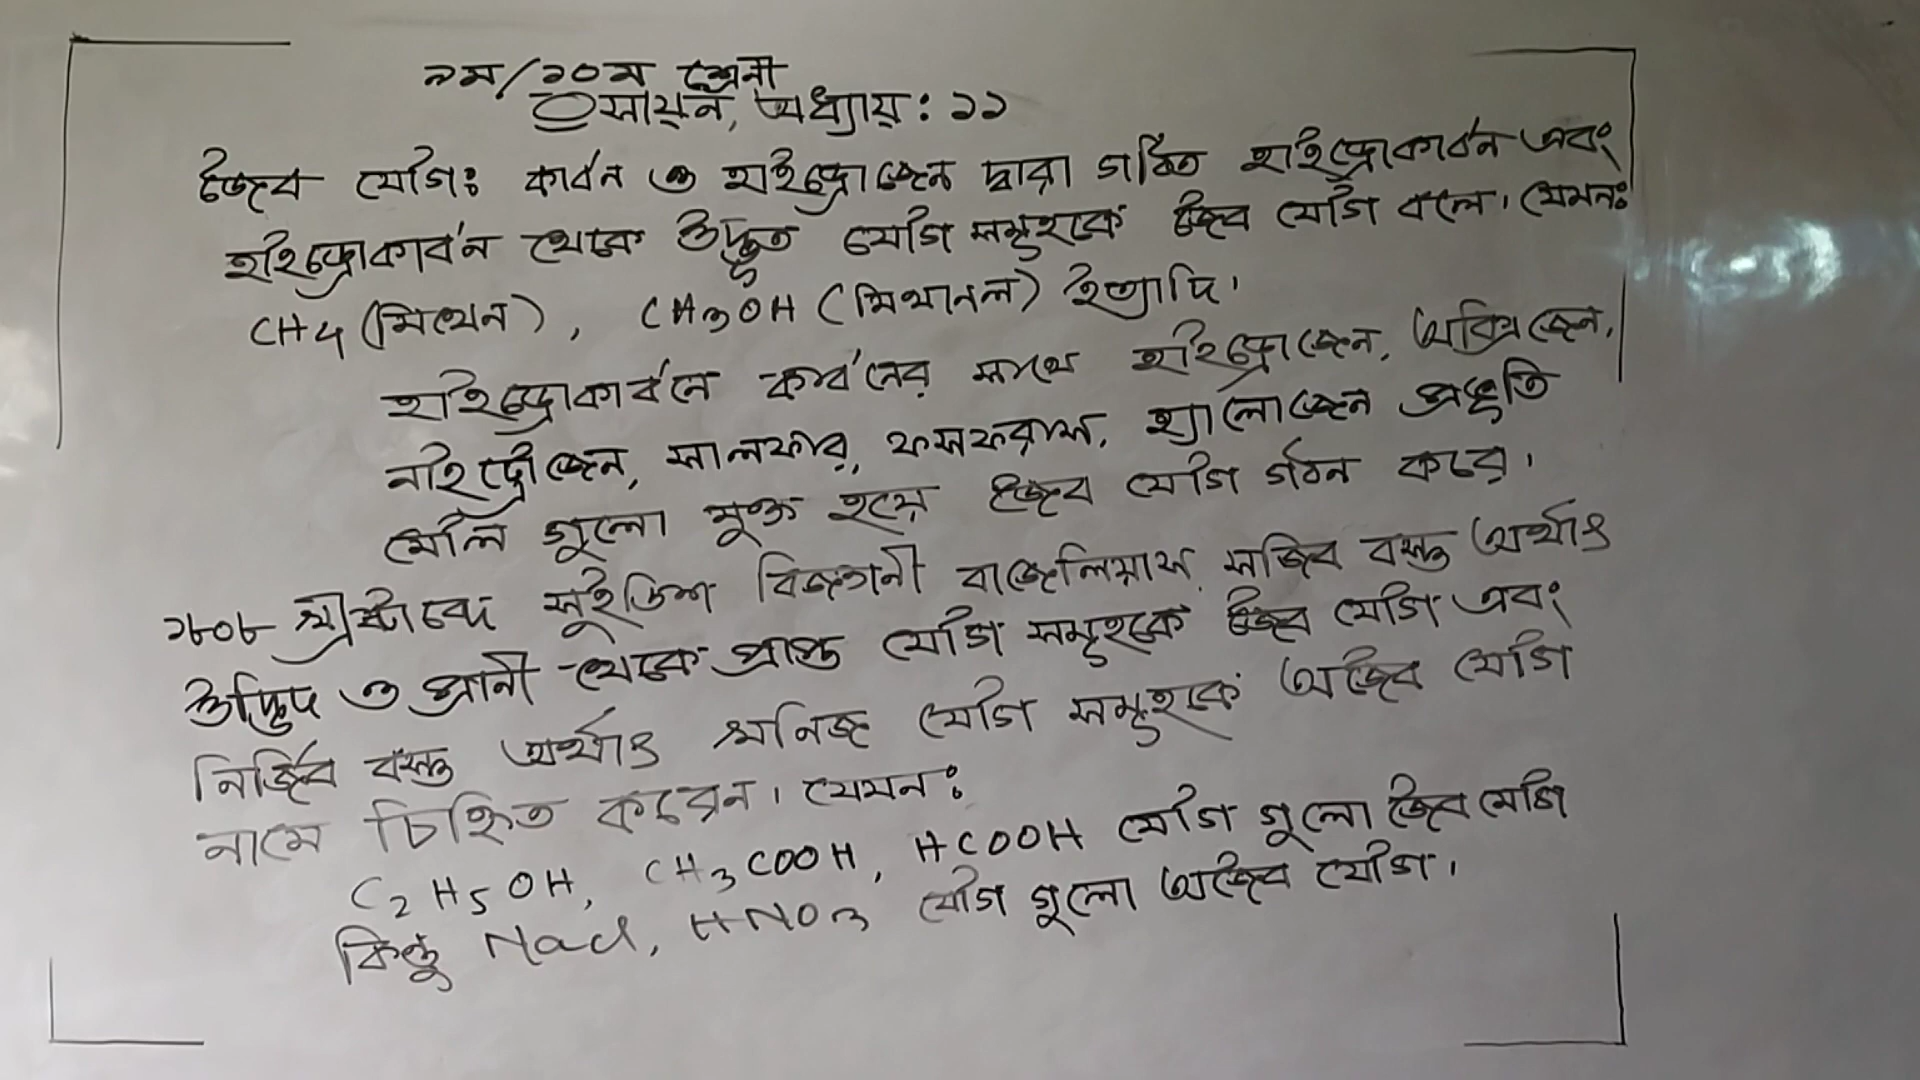 ৯ম/১০ম শ্রেনী
রসায়ন, অধ্যায়: ১১
জৈব যৌগ: কার্বন ও হাইড্রোজেন দ্বারা গঠিত হাইড্রোকার্বন এবং
হাইড্রোকার্বন থেকে উদ্ভূত যৌগ সমূহকে জৈব যৌগ বলে। যেমন:
CH4 (মিথেন), CH3OH (মিথানল) ইত্যাদি।
হাইড্রোকার্বনে কার্বনের সাথে হাইড্রোজেন, অক্সিজেন,
নাইট্রোজেন, সালফার, ফসফরাস, হ্যালোজেন প্রভৃতি
মৌল গুলো যুক্ত হয়ে জৈব যৌগ গঠন করে।
১৮০৮ খ্রীষ্টাব্দে সুইডিশ বিজ্ঞানী বার্জেলিয়াস সজিব বস্তু অর্থাৎ
উদ্ভিদ ও প্রানী থেকে প্রাপ্ত যৌগ সমূহকে জৈব যৌগ এবং
নির্জিব বস্তু অর্থাৎ খনিজ যৌগ সমূহকে অজৈব যৌগ
নামে চিহ্নিত করেন। যেমন:
C2H5OH, CH3COOH, HCOOH যৌগ গুলো জৈব যৌগ
কিন্তু NaCl, HNO3 যৌগ গুলো অজৈব যৌগ।